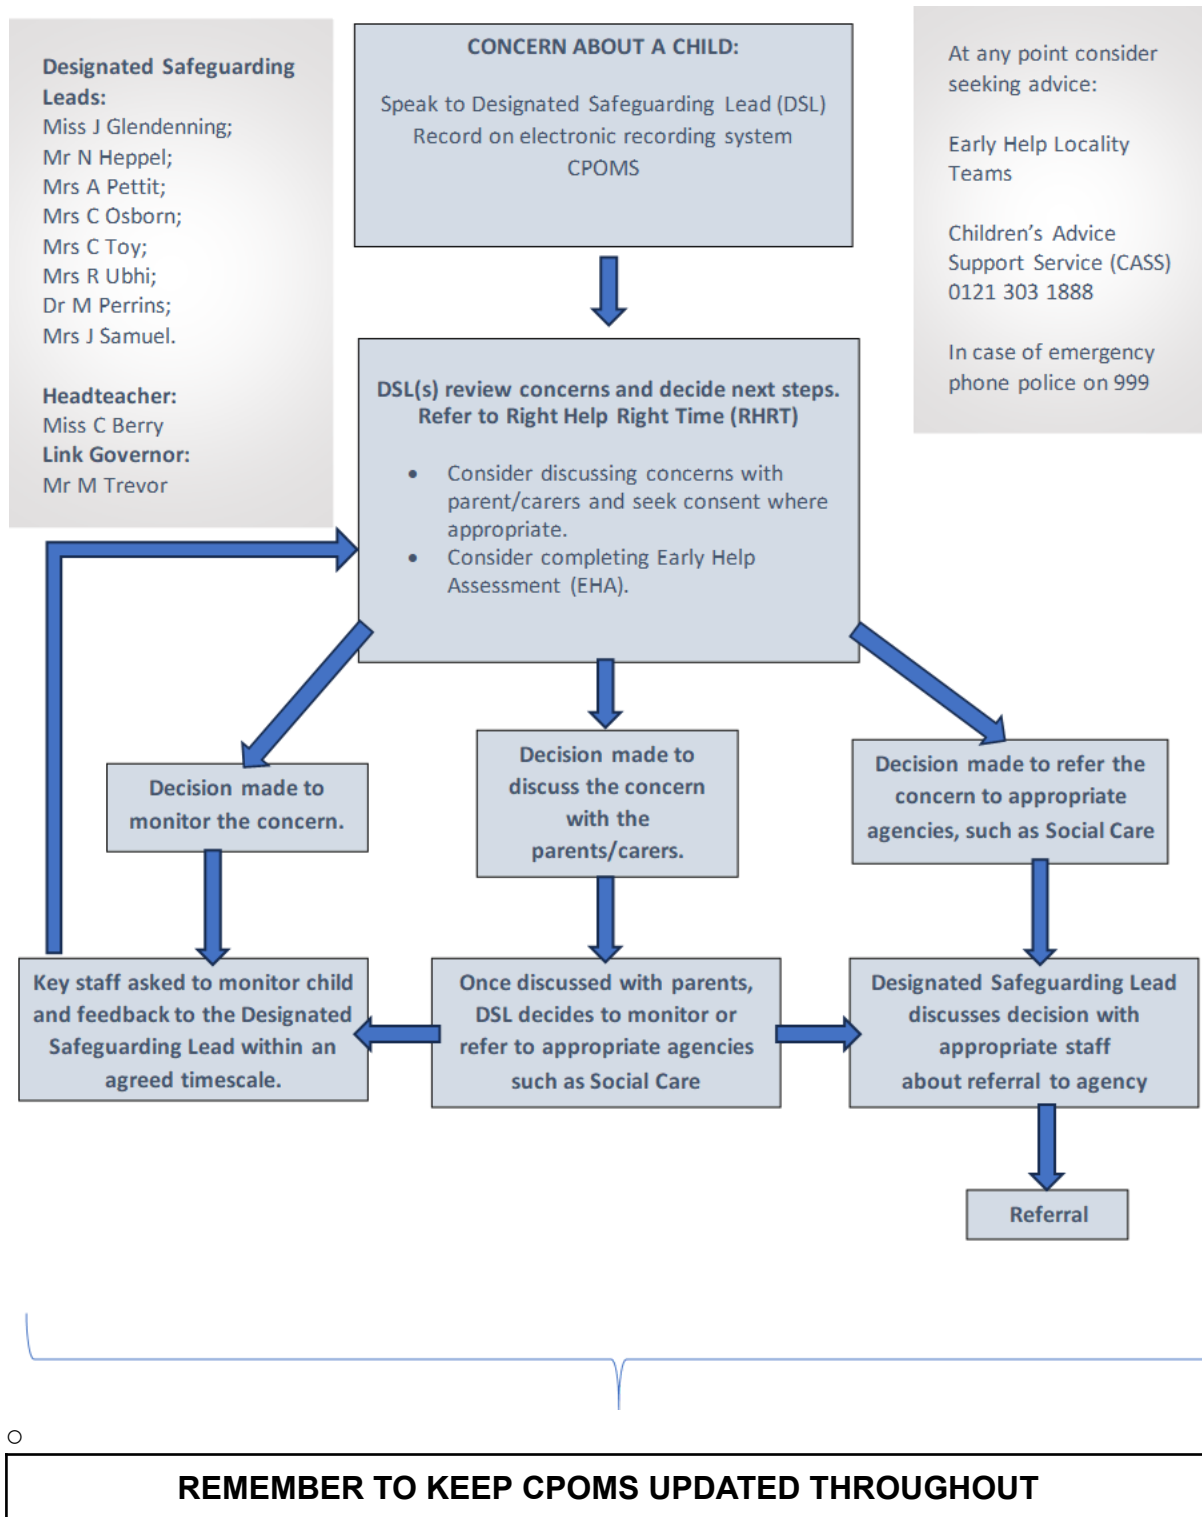 Designated Safeguarding
Leads:
Miss J Glendenning;
Mr N Heppel;
Mrs A Pettit;
Mrs C Osborn;
Mrs C Toy;
Mrs R Ubhi;
Dr M Perrins;
Mrs J Samuel.
Headteacher:
Miss C Berry
Link Governor:
Mr M Trevor
CONCERN ABOUT A CHILD:
Speak to Designated Safeguarding Lead (DSL)
Record on electronic recording system
CPOMS
At any point consider
seeking advice:
Early Help Locality
Teams
Children’s Advice
Support Service (CASS)
0121 303 1888
In case of emergency
phone police on 999
DSL(s) review concerns and decide next steps.
Refer to Right Help Right Time (RHRT)
• Consider discussing concerns with
parent/carers and seek consent where
appropriate.
• Consider completing Early Help
Assessment (EHA).
Decision made to
monitor the concern.
Decision made to
discuss the concern
with the
parents/carers.
Decision made to refer the
concern to appropriate
agencies, such as Social Care
Key staff asked to monitor child
and feedback to the Designated
Safeguarding Lead within an
agreed timescale.
Once discussed with parents,
DSL decides to monitor or
refer to appropriate agencies
such as Social Care
Designated Safeguarding Lead
discusses decision with
appropriate staff
about referral to agency
Referral
REMEMBER TO KEEP CPOMS UPDATED THROUGHOUT